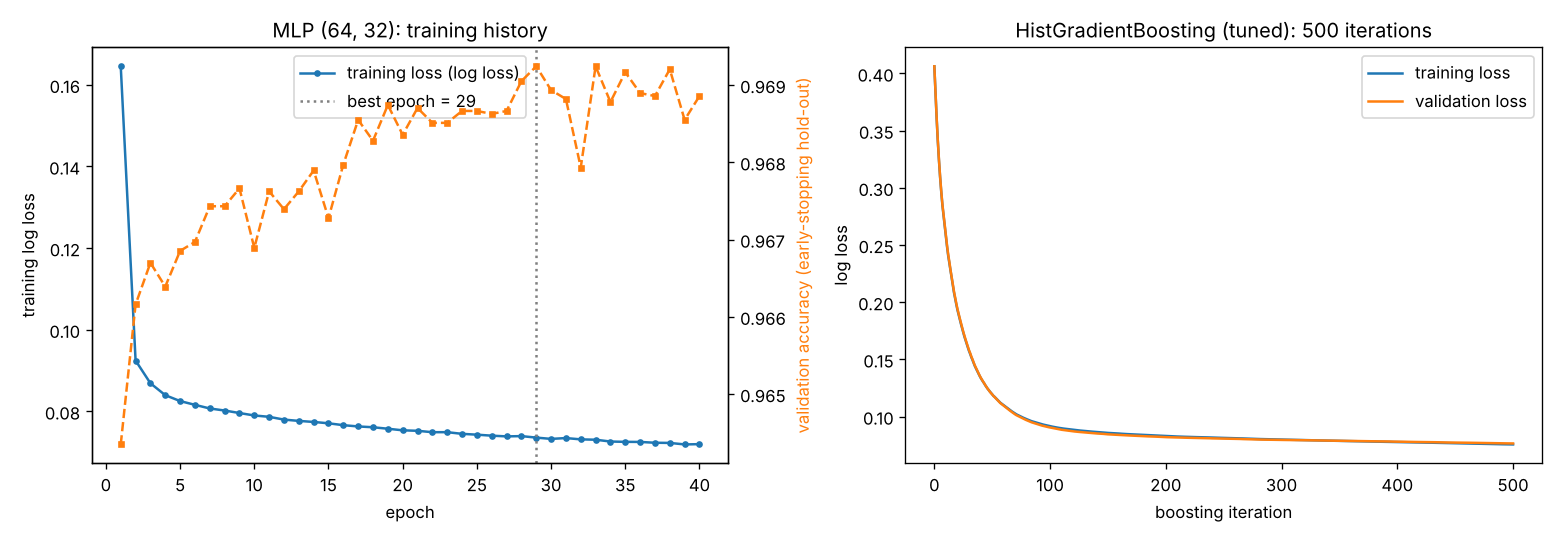 MLP (64, 32): training history
training loss (log loss)
best epoch = 29
training log loss
0.16
0.14
0.12
0.10
0.08
0
5
10
15
20
25
30
35
40
epoch
0.969
0.968
0.967
0.966
0.965
validation accuracy (early-stopping hold-out)
HistGradientBoosting (tuned): 500 iterations
training loss
validation loss
log loss
0.40
0.35
0.30
0.25
0.20
0.15
0.10
0
100
200
300
400
500
boosting iteration